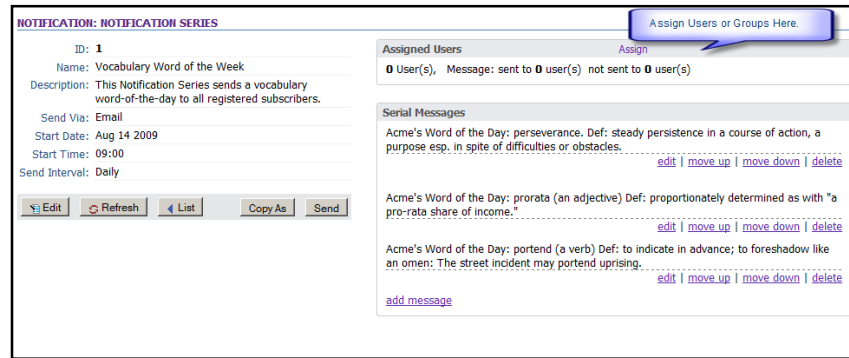 NOTIFICATION: NOTIFICATION SERIES
Assign Users or Groups Here.
ID: 1
Name: Vocabulary Word of the Week
Description: This Notification Series sends a vocabulary
word-of-the-day to all registered subscribers.
Send Via: Email
Start Date: Aug 14 2009
Start Time: 09:00
Send Interval: Daily
Edit Refresh List Copy As Send
Assigned Users Assign
0 User(s), Message: sent to 0 user(s) not sent to 0 user(s)
Serial Messages
Acme's Word of the Day: perseverance. Def: steady persistence in a course of action, a
purpose esp. in spite of difficulties or obstacles.
edit | move up | move down | delete
Acme's Word of the Day: prorata (an adjective) Def: proportionately determined as with "a
pro-rata share of income."
edit | move up | move down | delete
Acme's Word of the Day: portend (a verb) Def: to indicate in advance; to foreshadow like
an omen: The street incident may portend uprising.
edit | move up | move down | delete
add message